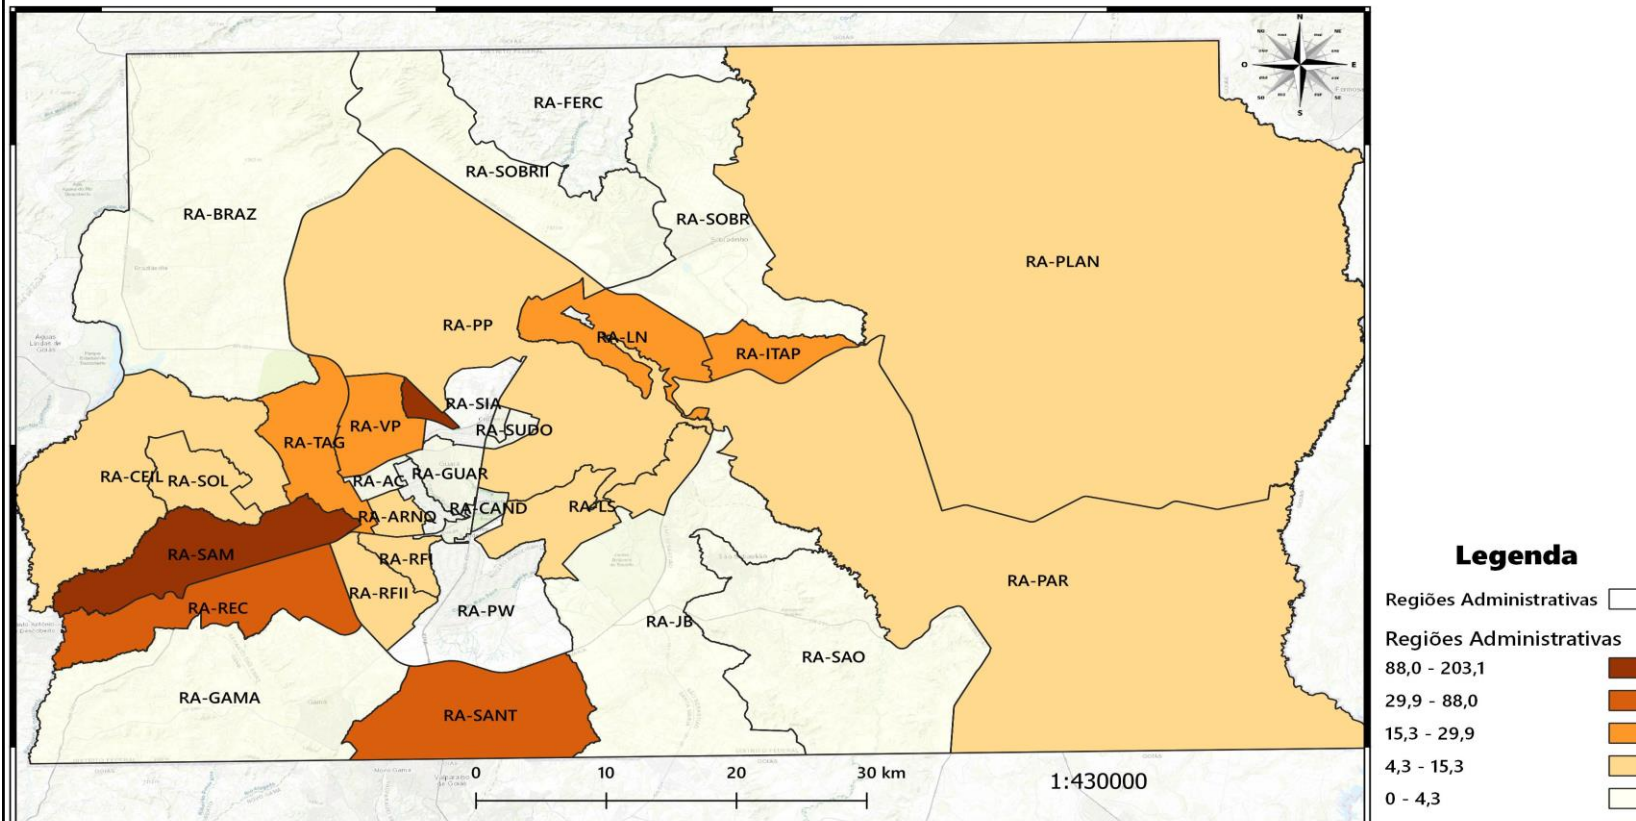 N
O
E
S
RA-FERC
RA-SOBRII
RA-BRAZ
RA-SOBR
RA-PLAN
RA-PP
RA-LN
RA-ITAP
RA-SIA
RA-SUDO
RA-VP
RA-TAG
RA-GUAR
RA-AC
RA-CEIL
RA-SOL
RA-CAND
RA-LS
RA-ARNQ
RA-SAM
RA-RFI
RA-RFII
RA-PAR
RA-REC
RA-PW
RA-JB
RA-SAO
RA-GAMA
RA-SANT
0 10 20 30 km
1:430000
Legenda
Regiões Administrativas
Regiões Administrativas
88,0 - 203,1
29,9 - 88,0
15,3 - 29,9
4,3 - 15,3
0 - 4,3